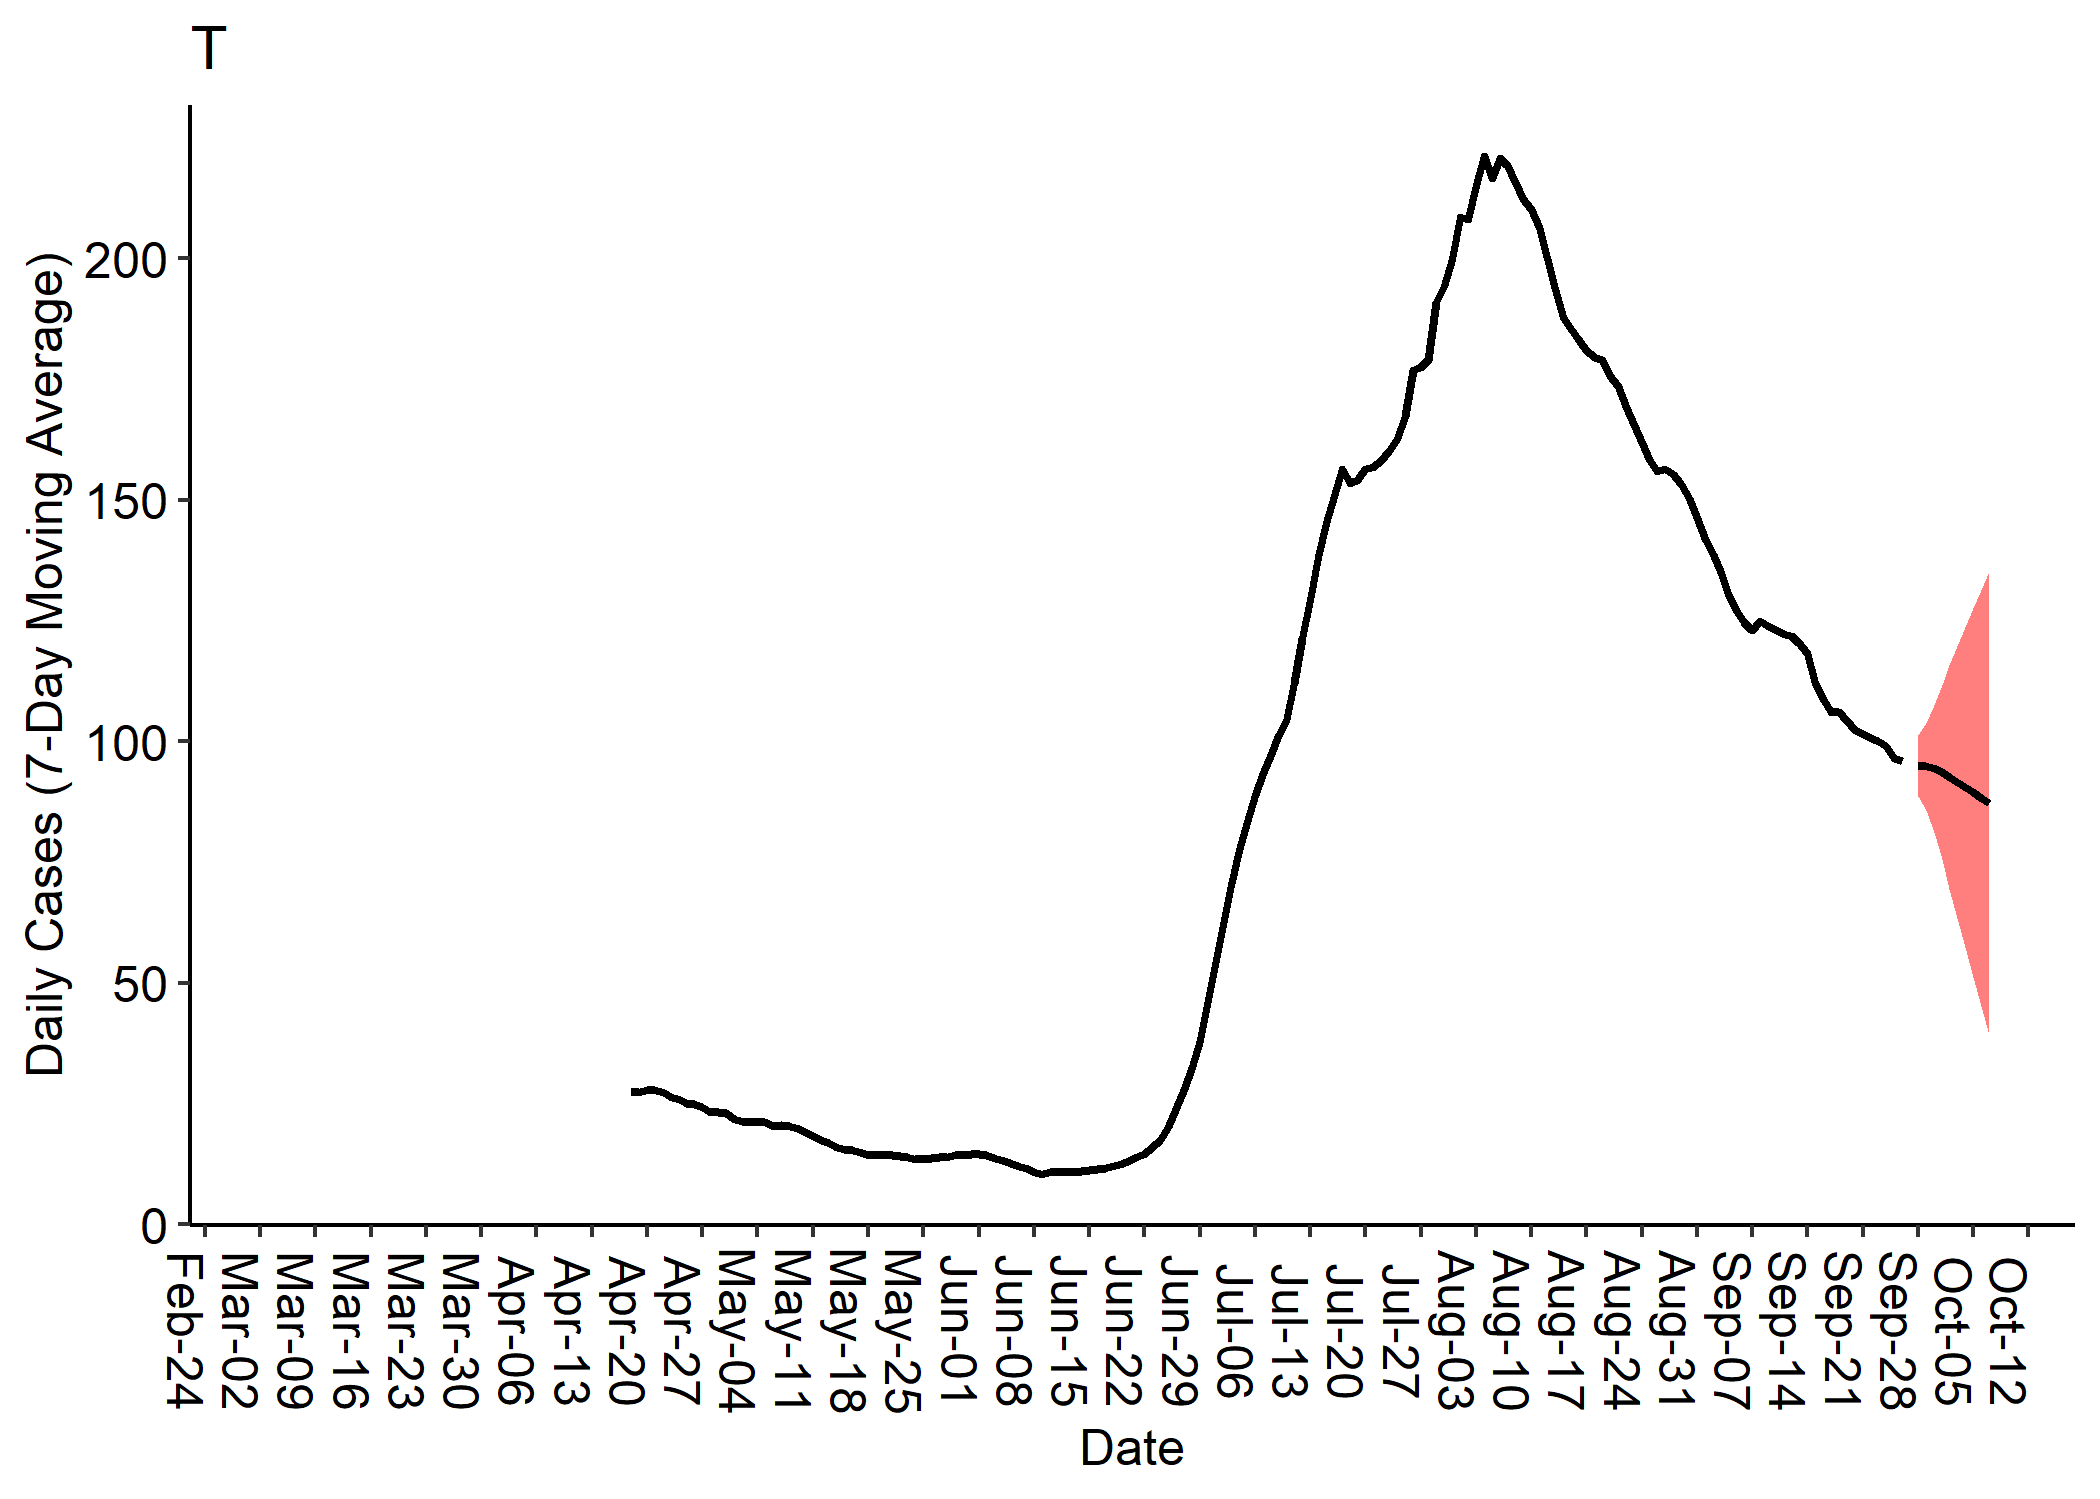 T
Daily Cases (7-Day Moving Average)
200
150
100
50
0
Feb-24
Mar-02
Mar-09
Mar-16
Mar-23
Mar-30
Apr-06
Apr-13
Apr-20
Apr-27
May-04
May-11
May-18
May-25
Jun-01
Jun-08
Jun-15
Jun-22
Jun-29
Jul-06
Jul-13
Jul-20
Jul-27
Aug-03
Aug-10
Aug-17
Aug-24
Aug-31
Sep-07
Sep-14
Sep-21
Sep-28
Oct-05
Oct-12
Date